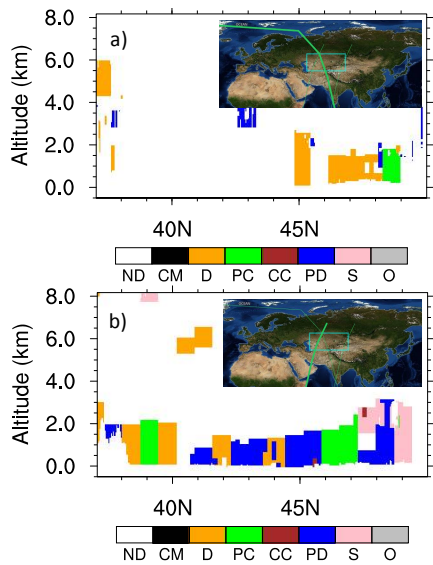 8.0
a)
6.0
4.0
2.0
0.0
Altitude (km)
40N 45N
ND CM D PC CC PD S O
8.0
b)
6.0
4.0
2.0
0.0
Altitude (km)
40N 45N
ND CM D PC CC PD S O